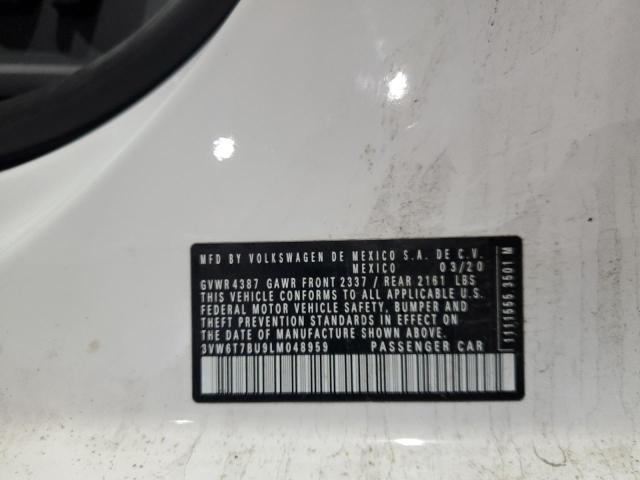 MFD BY VOLKSWAGEN DE MEXICO S.A. DE C.V.
MEXICO 03/20
GVWR 4387 GAWR FRONT 2337 / REAR 2161 LBS
THIS VEHICLE CONFORMS TO ALL APPLICABLE U.S.
FEDERAL MOTOR VEHICLE SAFETY, BUMPER AND
THEFT PREVENTION STANDARDS IN EFFECT ON
THE DATE OF MANUFACTURE SHOWN ABOVE.
3VW6T7BU9LM048959 PASSENGER CAR
1111555 3501 M